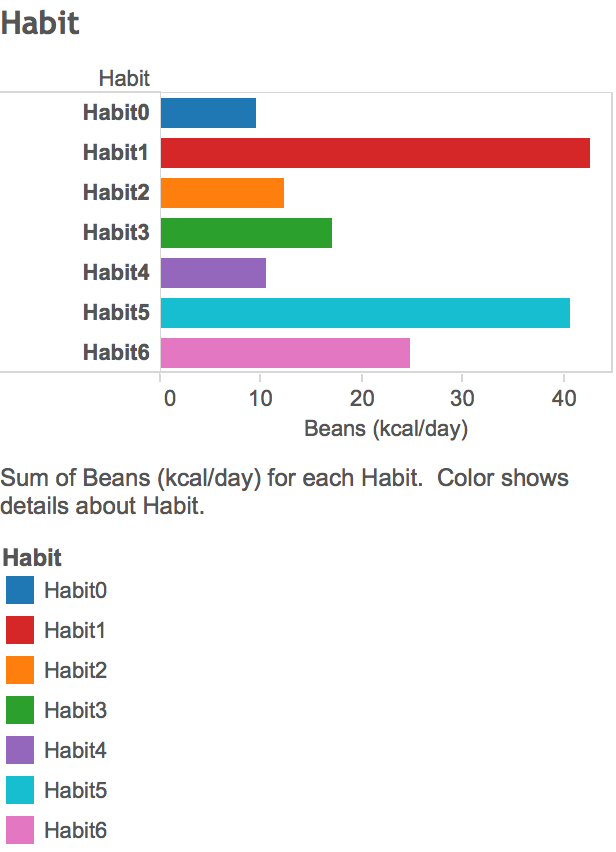 Habit
Habit
Habit0
Habit1
Habit2
Habit3
Habit4
Habit5
Habit6
0 10 20 30 40
Beans (kcal/day)
Sum of Beans (kcal/day) for each Habit.  Color shows
details about Habit.
Habit
Habit0
Habit1
Habit2
Habit3
Habit4
Habit5
Habit6